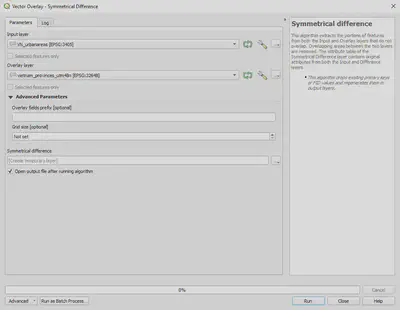 Vector Overlay - Symmetrical Difference
Parameters
Log
Input layer
VN_urbanareas [EPSG:3405]
Selected features only
Overlay layer
vietnam_provinces_utm48n [EPSG:32648]
Selected features only
Advanced Parameters
Overlay fields prefix [optional]
Grid size [optional]
Not set
Symmetrical difference
[Create temporary layer]
Open output file after running algorithm
Symmetrical difference
This algorithm extracts the portions of features
from both the Input and Overlay layers that do not
overlap. Overlapping areas between the two layers
are removed. The attribute table of the
Symmetrical Difference layer contains original
attributes from both the Input and Difference
layers.
This algorithm drops existing primary keys
or FID values and regenerates them in
output layers.
0%
Cancel
Advanced
Run as Batch Process...
Run
Close
Help